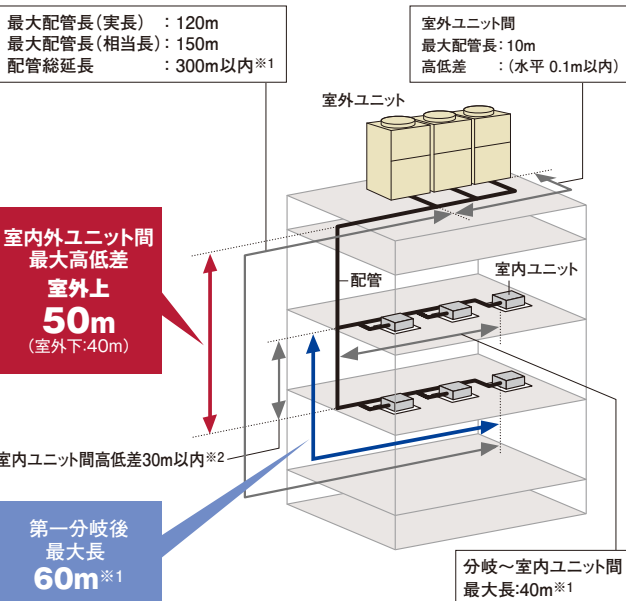 最大配管長(実長) : 120m
最大配管長(相当長) : 150m
配管総延長 : 300m以内※1
室外ユニット間
最大配管長: 10m
高低差 : (水平 0.1m以内)
室外ユニット
室内外ユニット間
最大高低差
室外上
50m
(室外下:40m)
配管
室内ユニット
室内ユニット間高低差30m以内※2
第一分岐後
最大長
60m※1
分岐～室内ユニット間
最大長:40m※1